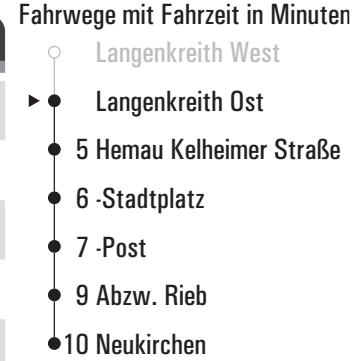 Fahrwege mit Fahrzeit in Minuten
Langenkreith West
Langenkreith Ost
5 Hemau Kelheimer Straße
6 -Stadtplatz
7 -Post
9 Abzw. Rieb
10 Neukirchen